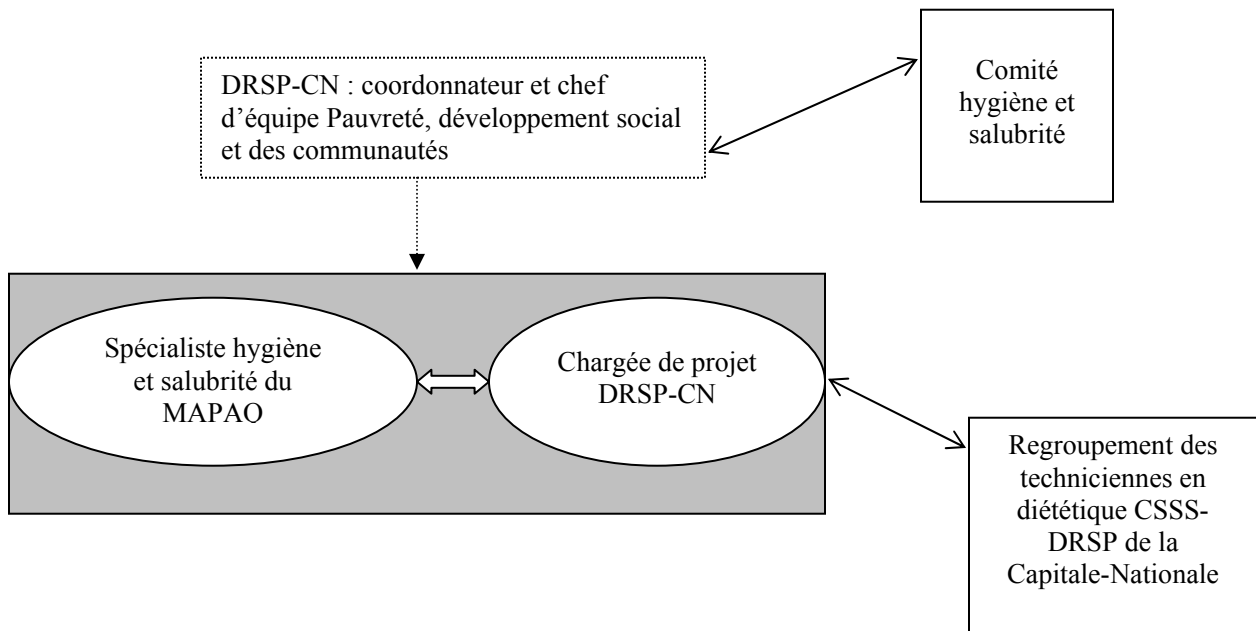 DRSP-CN : coordonnateur et chef
d'équipe Pauvreté, développement social
et des communautés
Comité
hygiène et
salubrité
Spécialiste hygiène
et salubrité du
MAPAQ
Chargée de projet
DRSP-CN
Regroupement des
techniciennes en
diététique CSSS-
DRSP de la
Capitale-Nationale